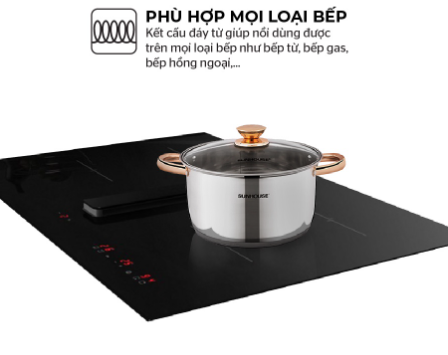 PHÙ HỢP MỌI LOẠI BẾP
Kết cấu đáy từ giúp nồi dùng được
trên mọi loại bếp như bếp từ, bếp gas,
bếp hồng ngoại,...
SUNHOUSE
SUNHOUSE